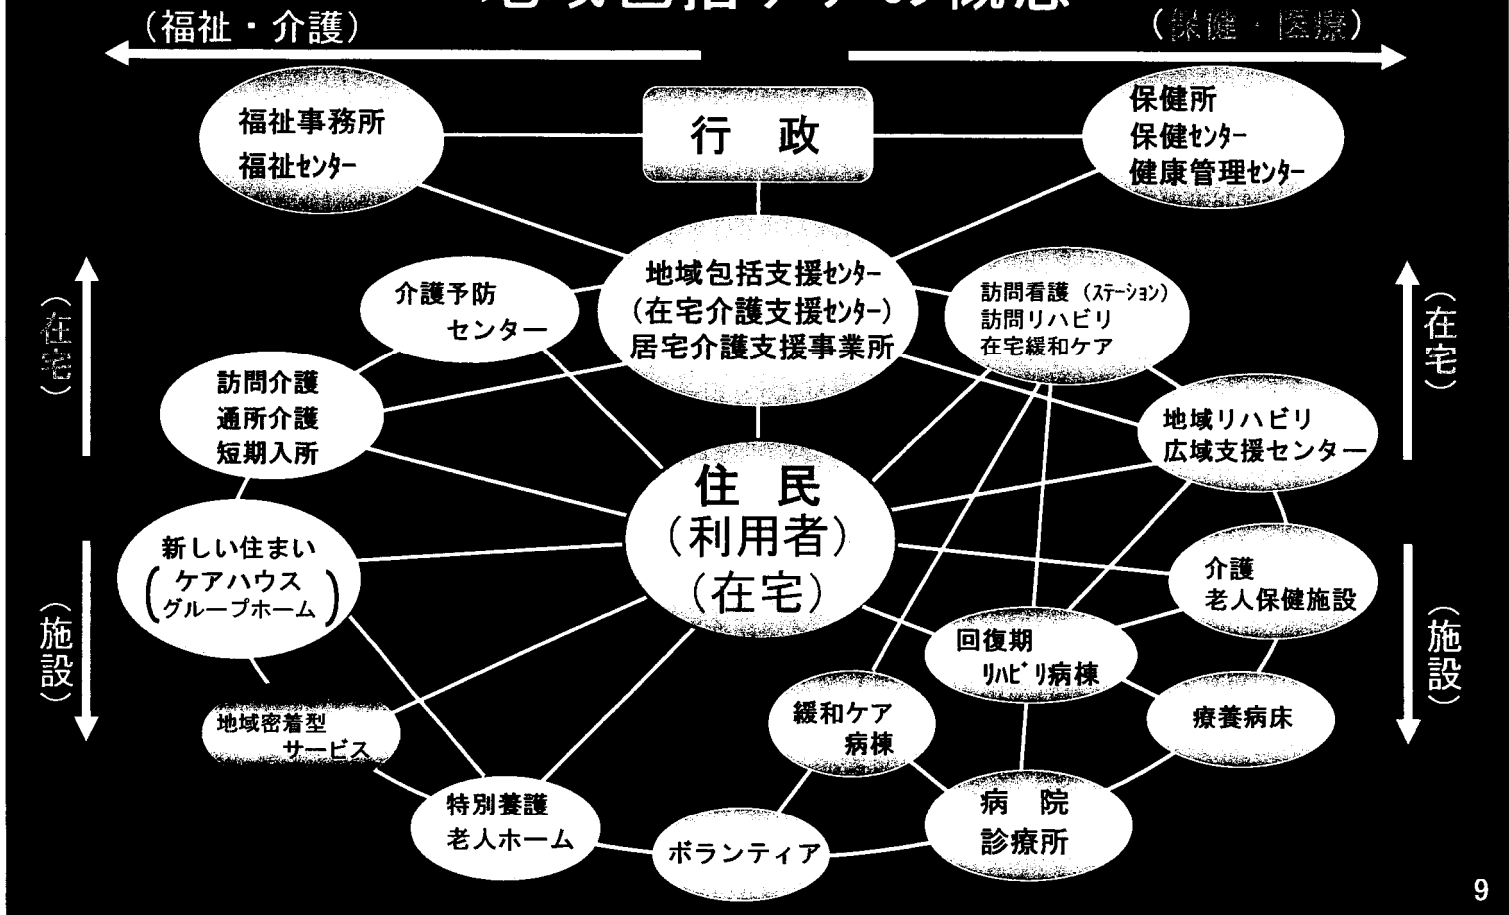 地域包括ケアの概念
(福祉・介護)
(保健・医療)
福祉事務所
福祉センター
行 政
保健所
保健センター
健康管理センター
(在宅)
介護予防
センター
地域包括支援センター
(在宅介護支援センター)
居宅介護支援事業所
訪問看護(ステーション)
訪問リハビリ
在宅緩和ケア
(在宅)
訪問介護
通所介護
短期入所
地域リハビリ
広域支援センター
住 民
(利用者)
(在宅)
新しい住まい
(ケアハウス
グループホーム)
介護
老人保健施設
(施設)
(施設)
回復期
リハビリ病棟
地域密着型
サービス
緩和ケア
病棟
療養病床
特別養護
老人ホーム
ボランティア
病 院
診療所
9